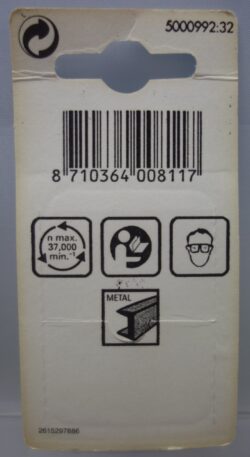 5000992:32
8 710364 008117
n max.
37,000
min.⁻¹
METAL
2615297886